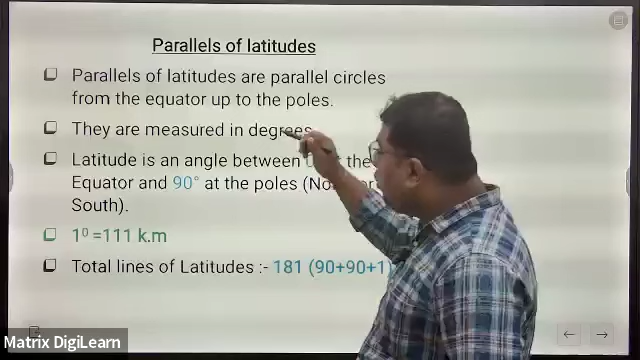 Parallels of latitudes
Parallels of latitudes are parallel circles
from the equator up to the poles.
They are measured in degrees
Latitude is an angle between the
Equator and 90° at the poles (No or
South).
1⁰ =111 k.m
Total lines of Latitudes :- 181 (90+90+1)
Matrix DigiLearn